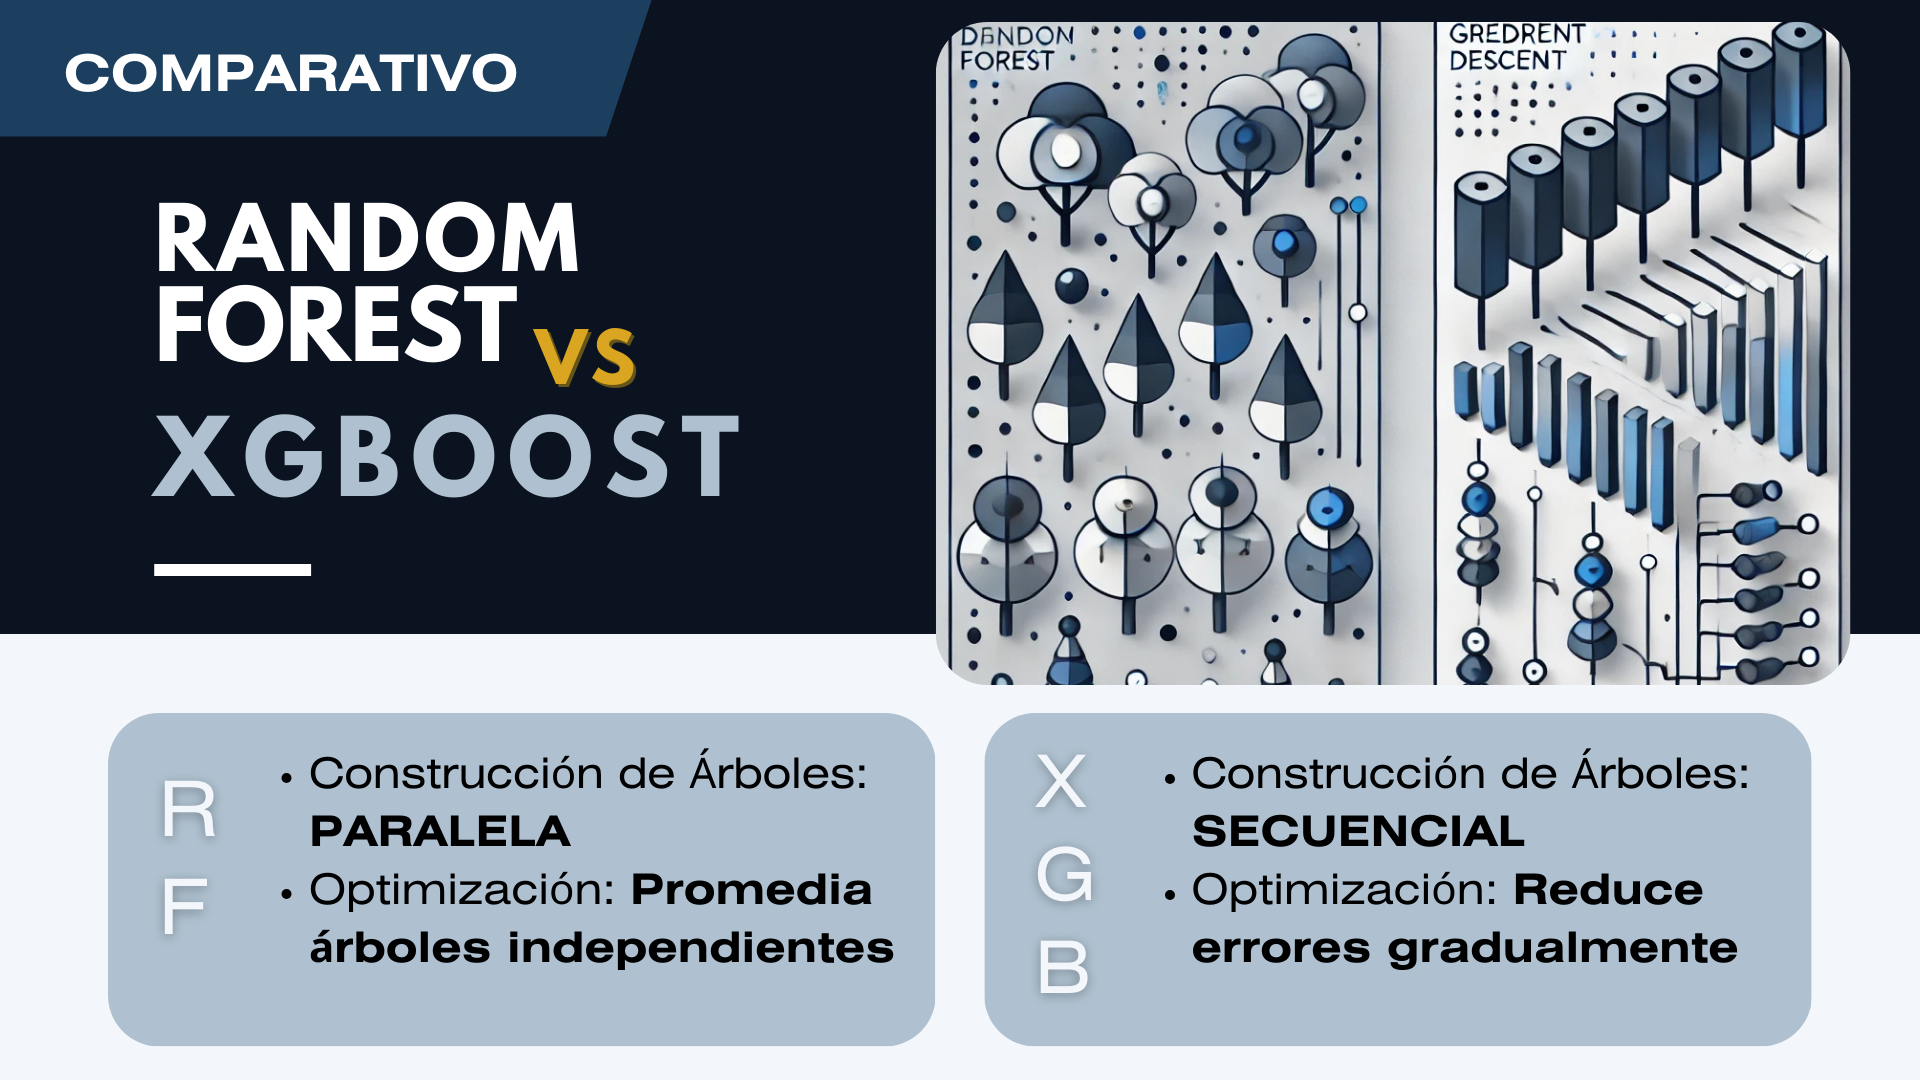 COMPARATIVO
RANDOM
FOREST
VS
XGBOOST
DENDOM
FOREST
GREDRENT
DESCENT
R
F
• Construcción de Árboles:
PARALELA
• Optimización: Promedia
árboles independientes
X
G
B
• Construcción de Árboles:
SECUENCIAL
• Optimización: Reduce
errores gradualmente